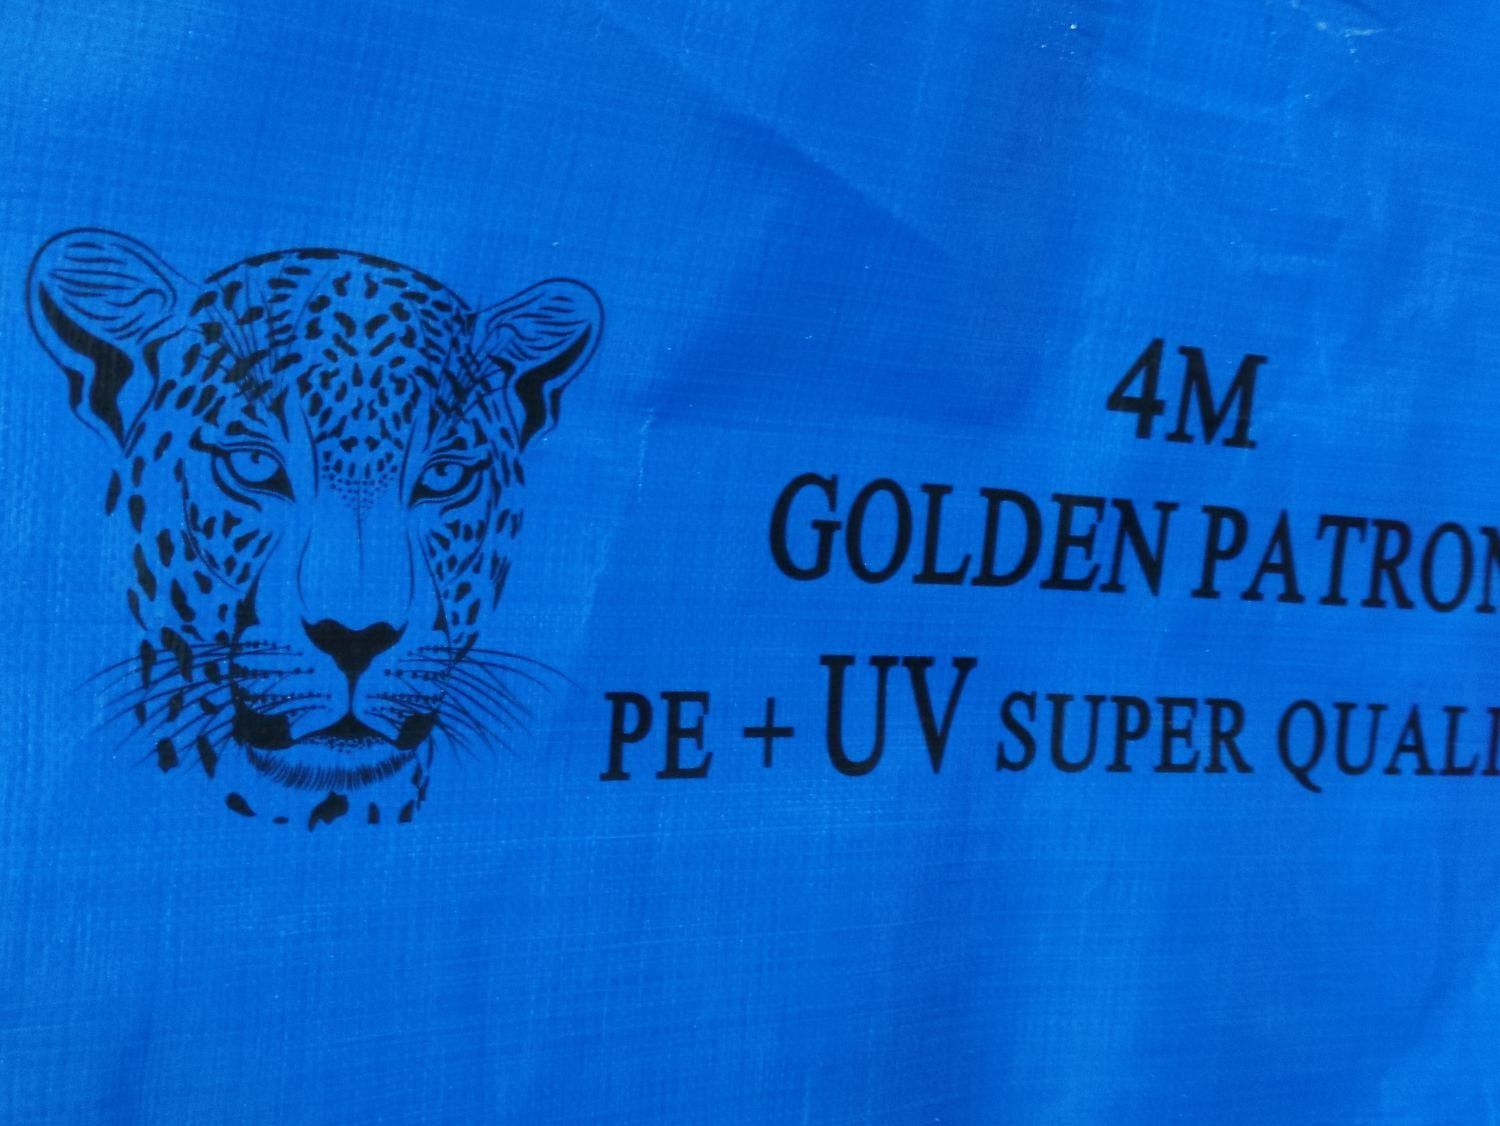 4M
GOLDEN PATRON
PE + UV SUPER QUALI